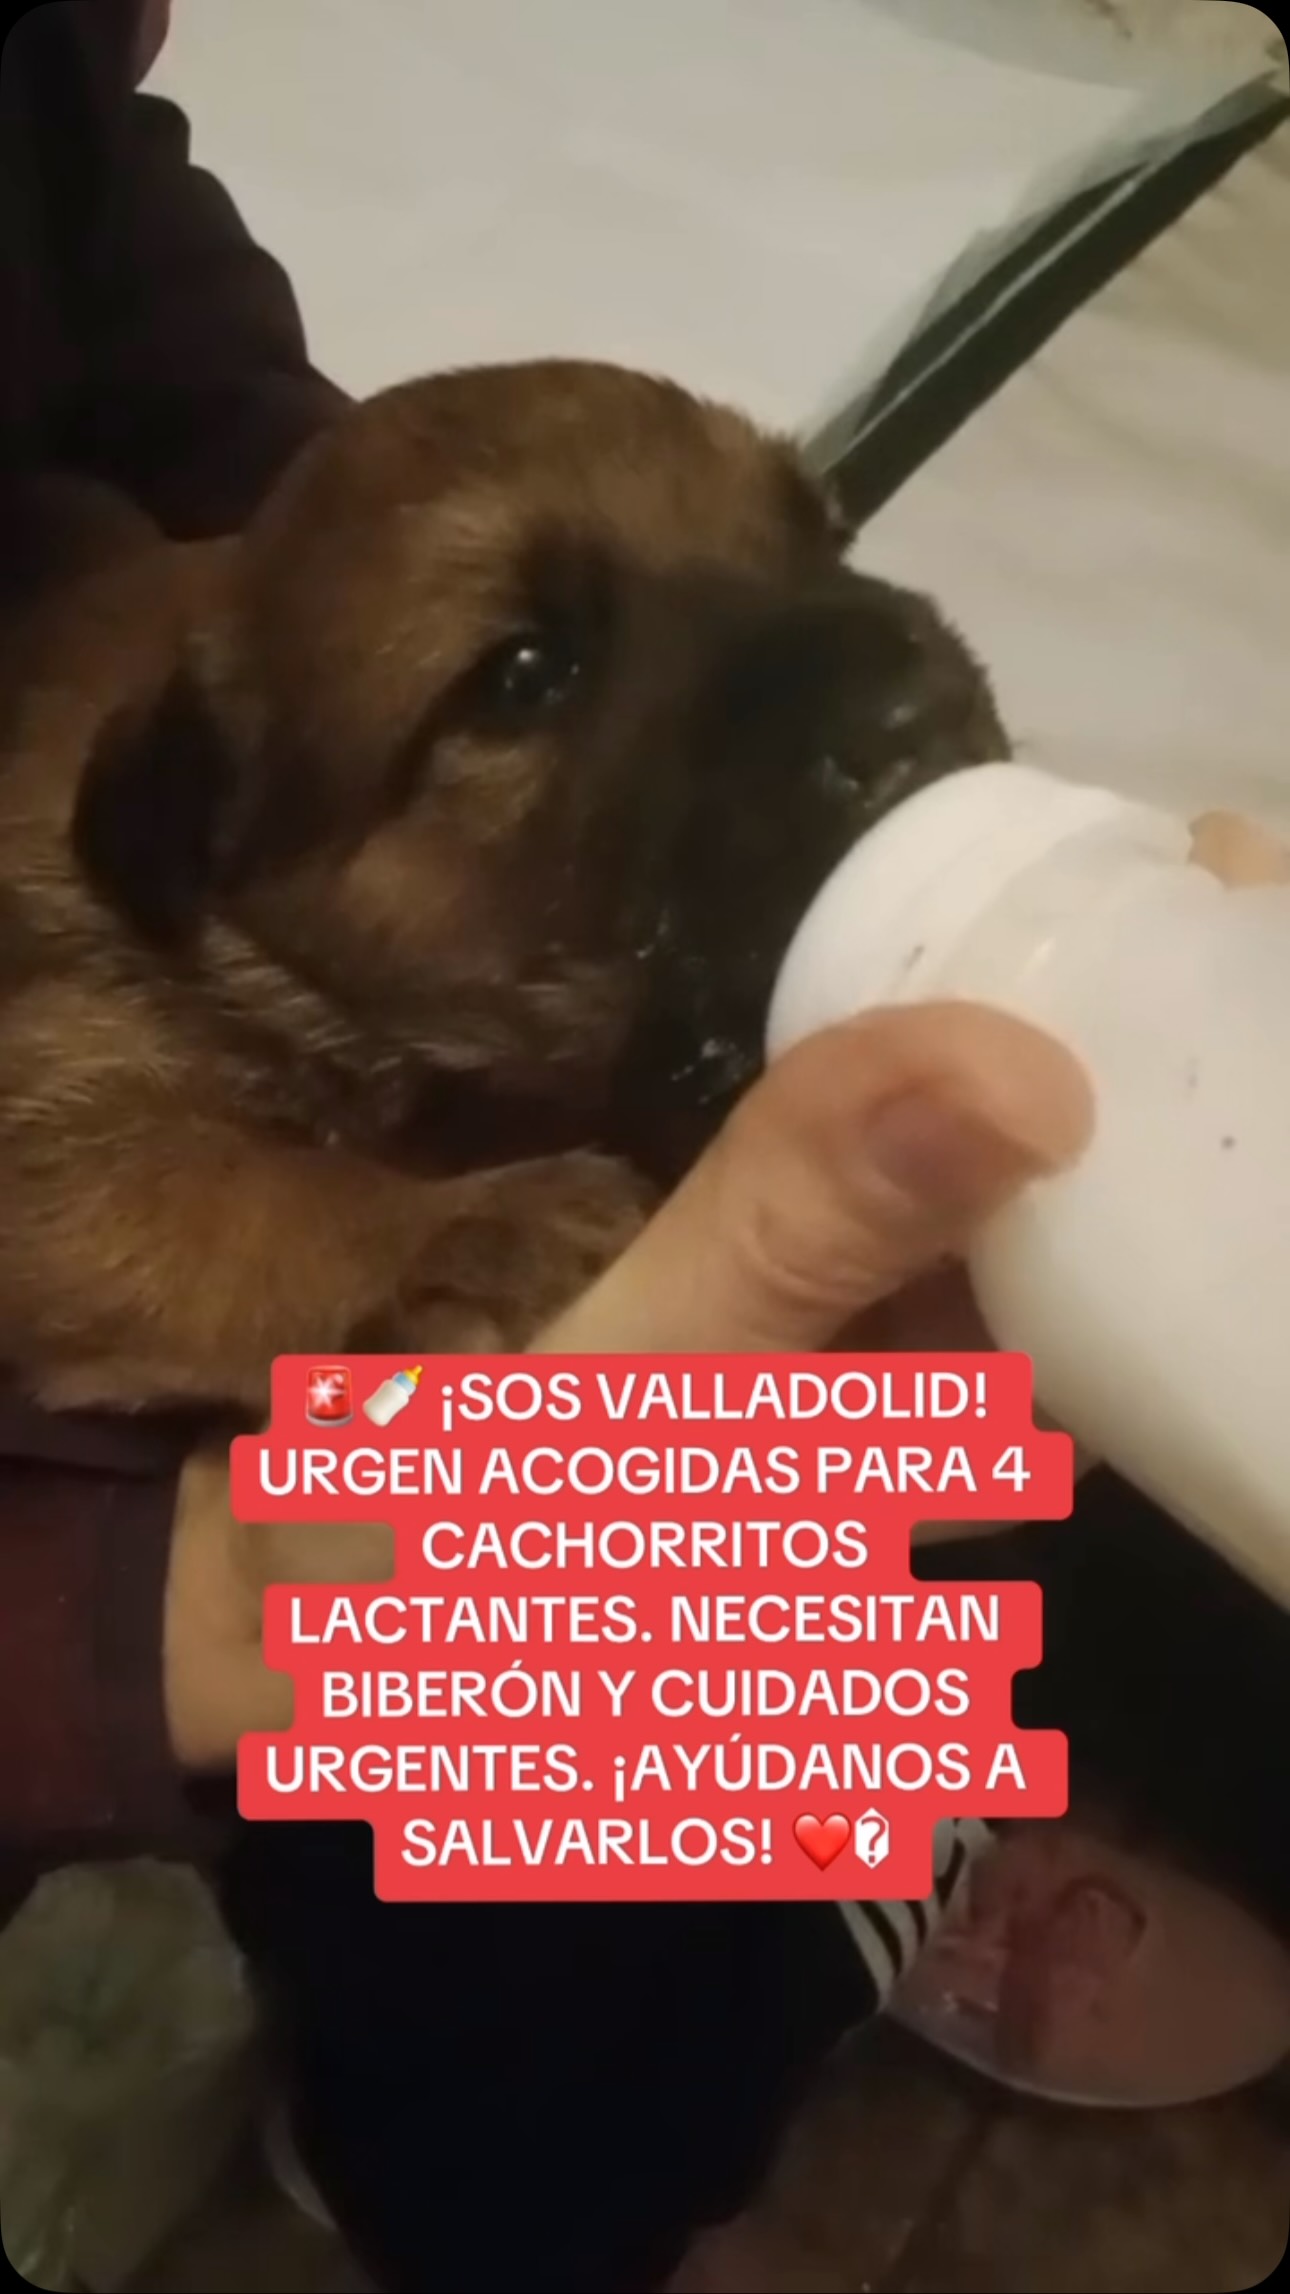 🚨🍼 ¡SOS VALLADOLID!
URGEN ACOGIDAS PARA 4
CACHORRITOS
LACTANTES. NECESITAN
BIBERÓN Y CUIDADOS
URGENTES. ¡AYÚDANOS A
SALVARLOS! ❤️�